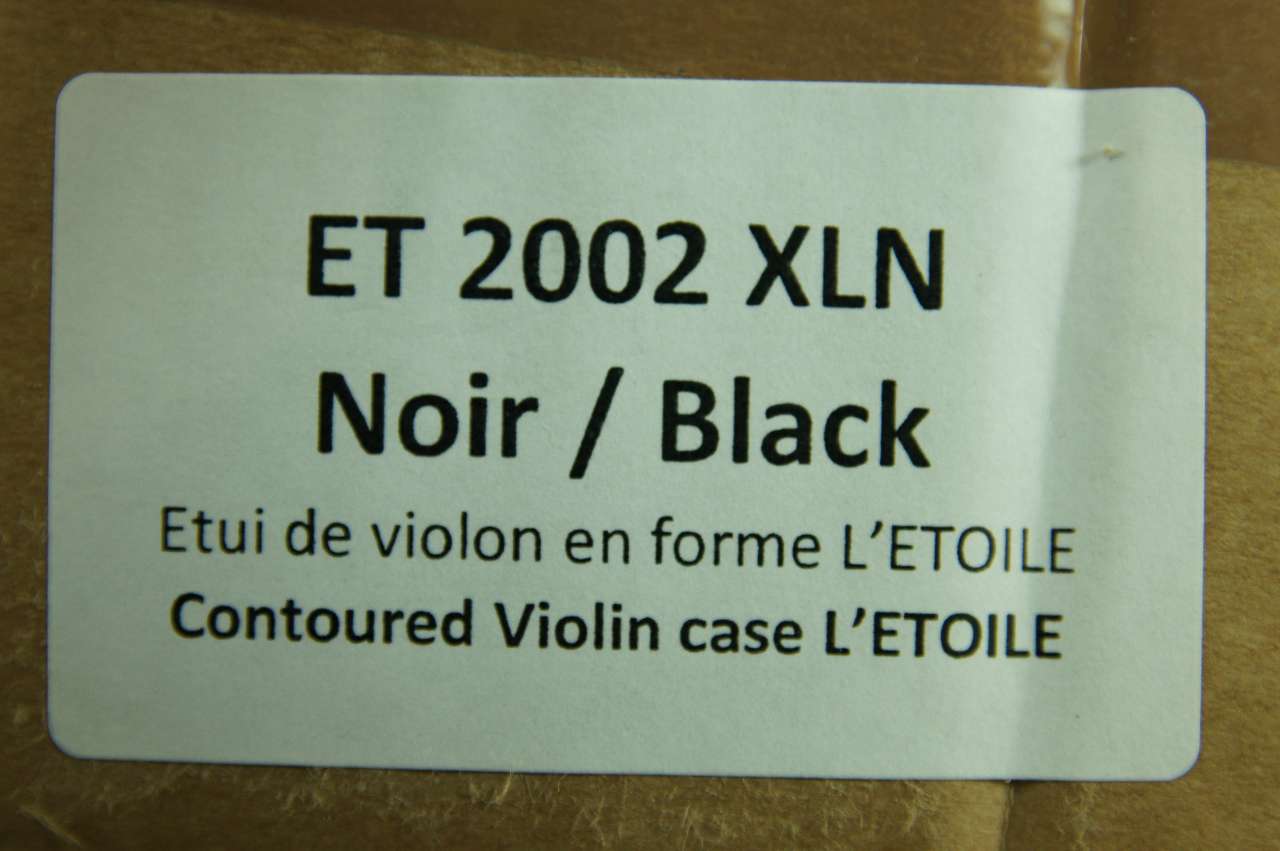 ET 2002 XLN
Noir / Black
Etui de violon en forme L’ETOILE
Contoured Violin case L’ETOILE